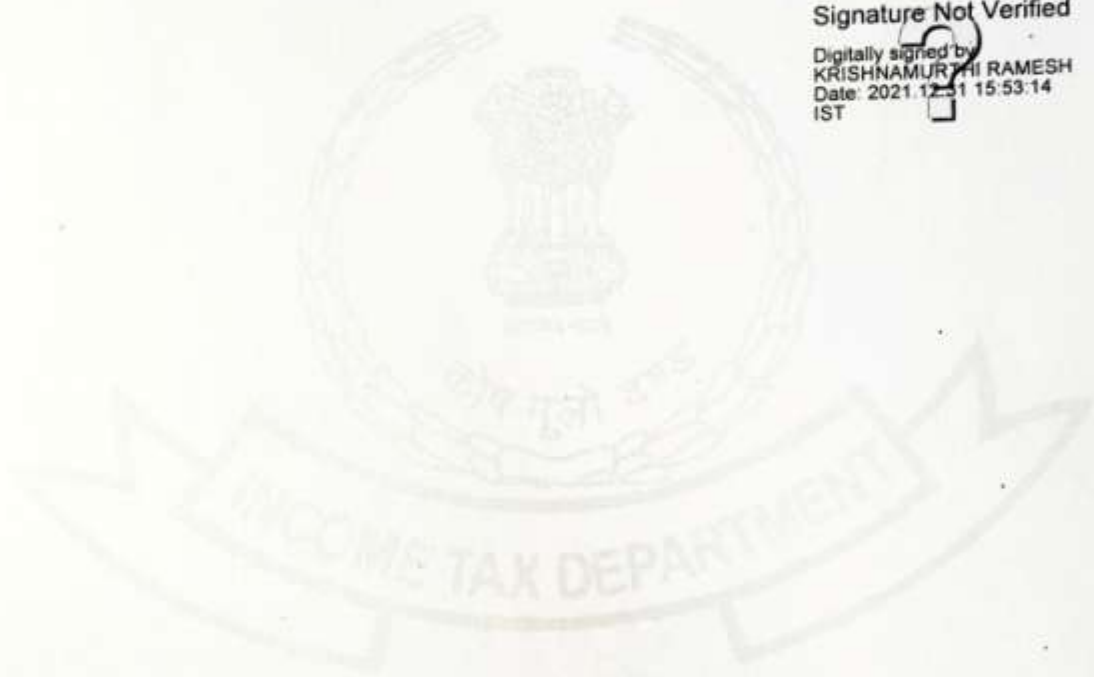 Signature Not Verified
Digitally signed by
KRISHNAMURTHI RAMESH
Date: 2021.12.31 15:53:14
IST
INCOME TAX DEPARTMENT